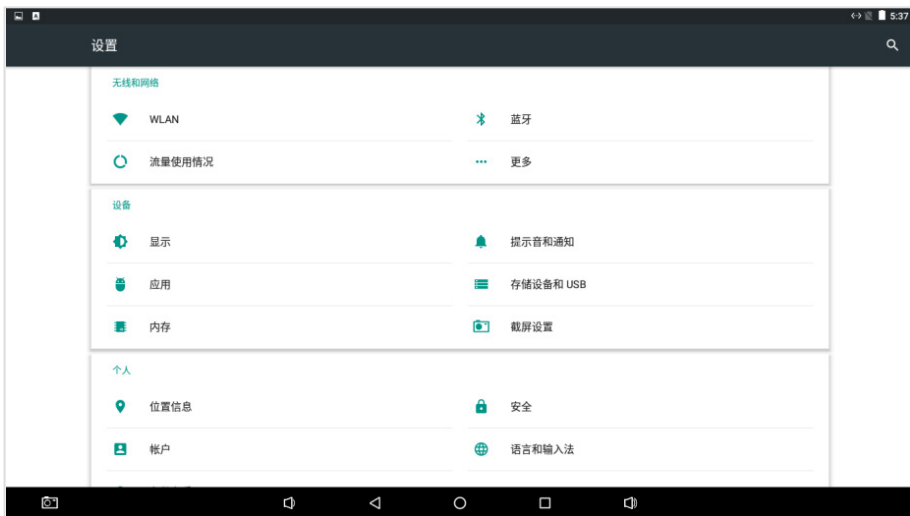 5:37
设置
无线和网络
WLAN
蓝牙
流量使用情况
更多
设备
显示
提示音和通知
应用
存储设备和 USB
内存
截屏设置
个人
位置信息
安全
帐户
语言和输入法